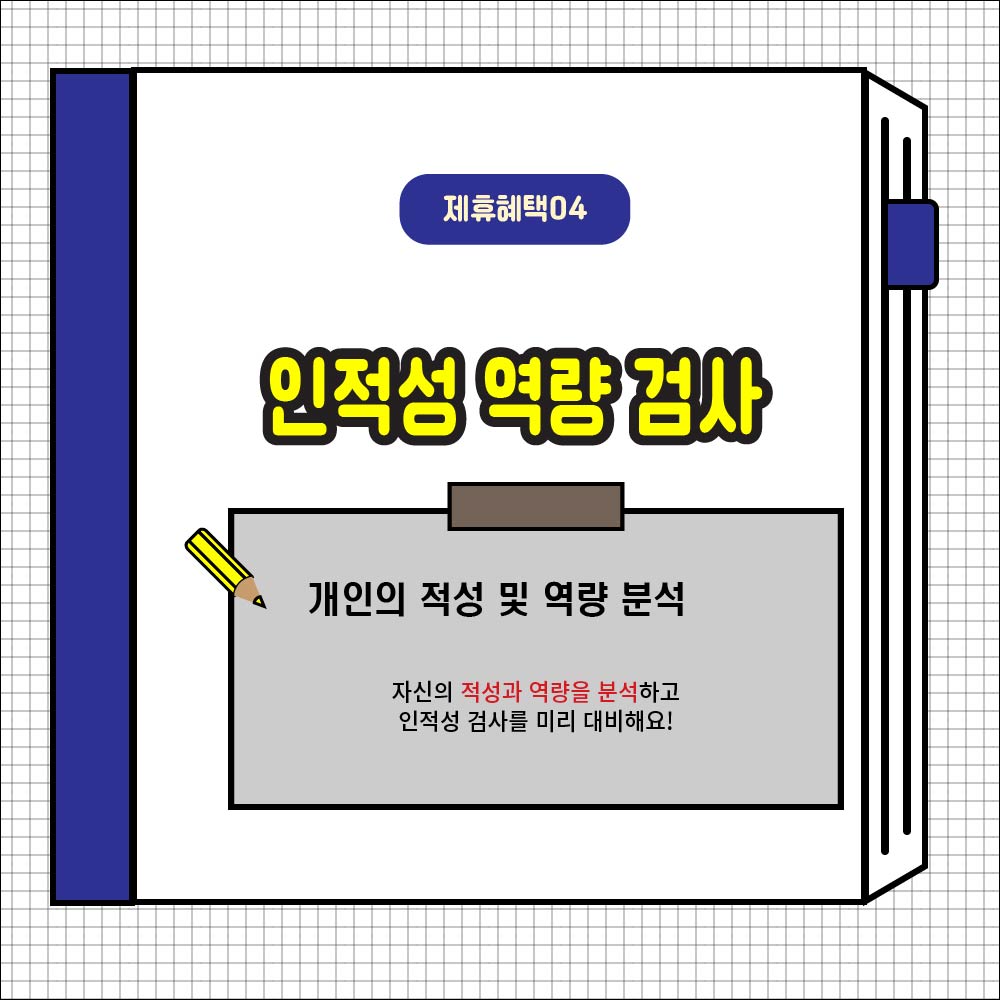 제휴혜택04
인적성 역량 검사
개인의 적성 및 역량 분석
자신의 적성과 역량을 분석하고
인적성 검사를 미리 대비해요!